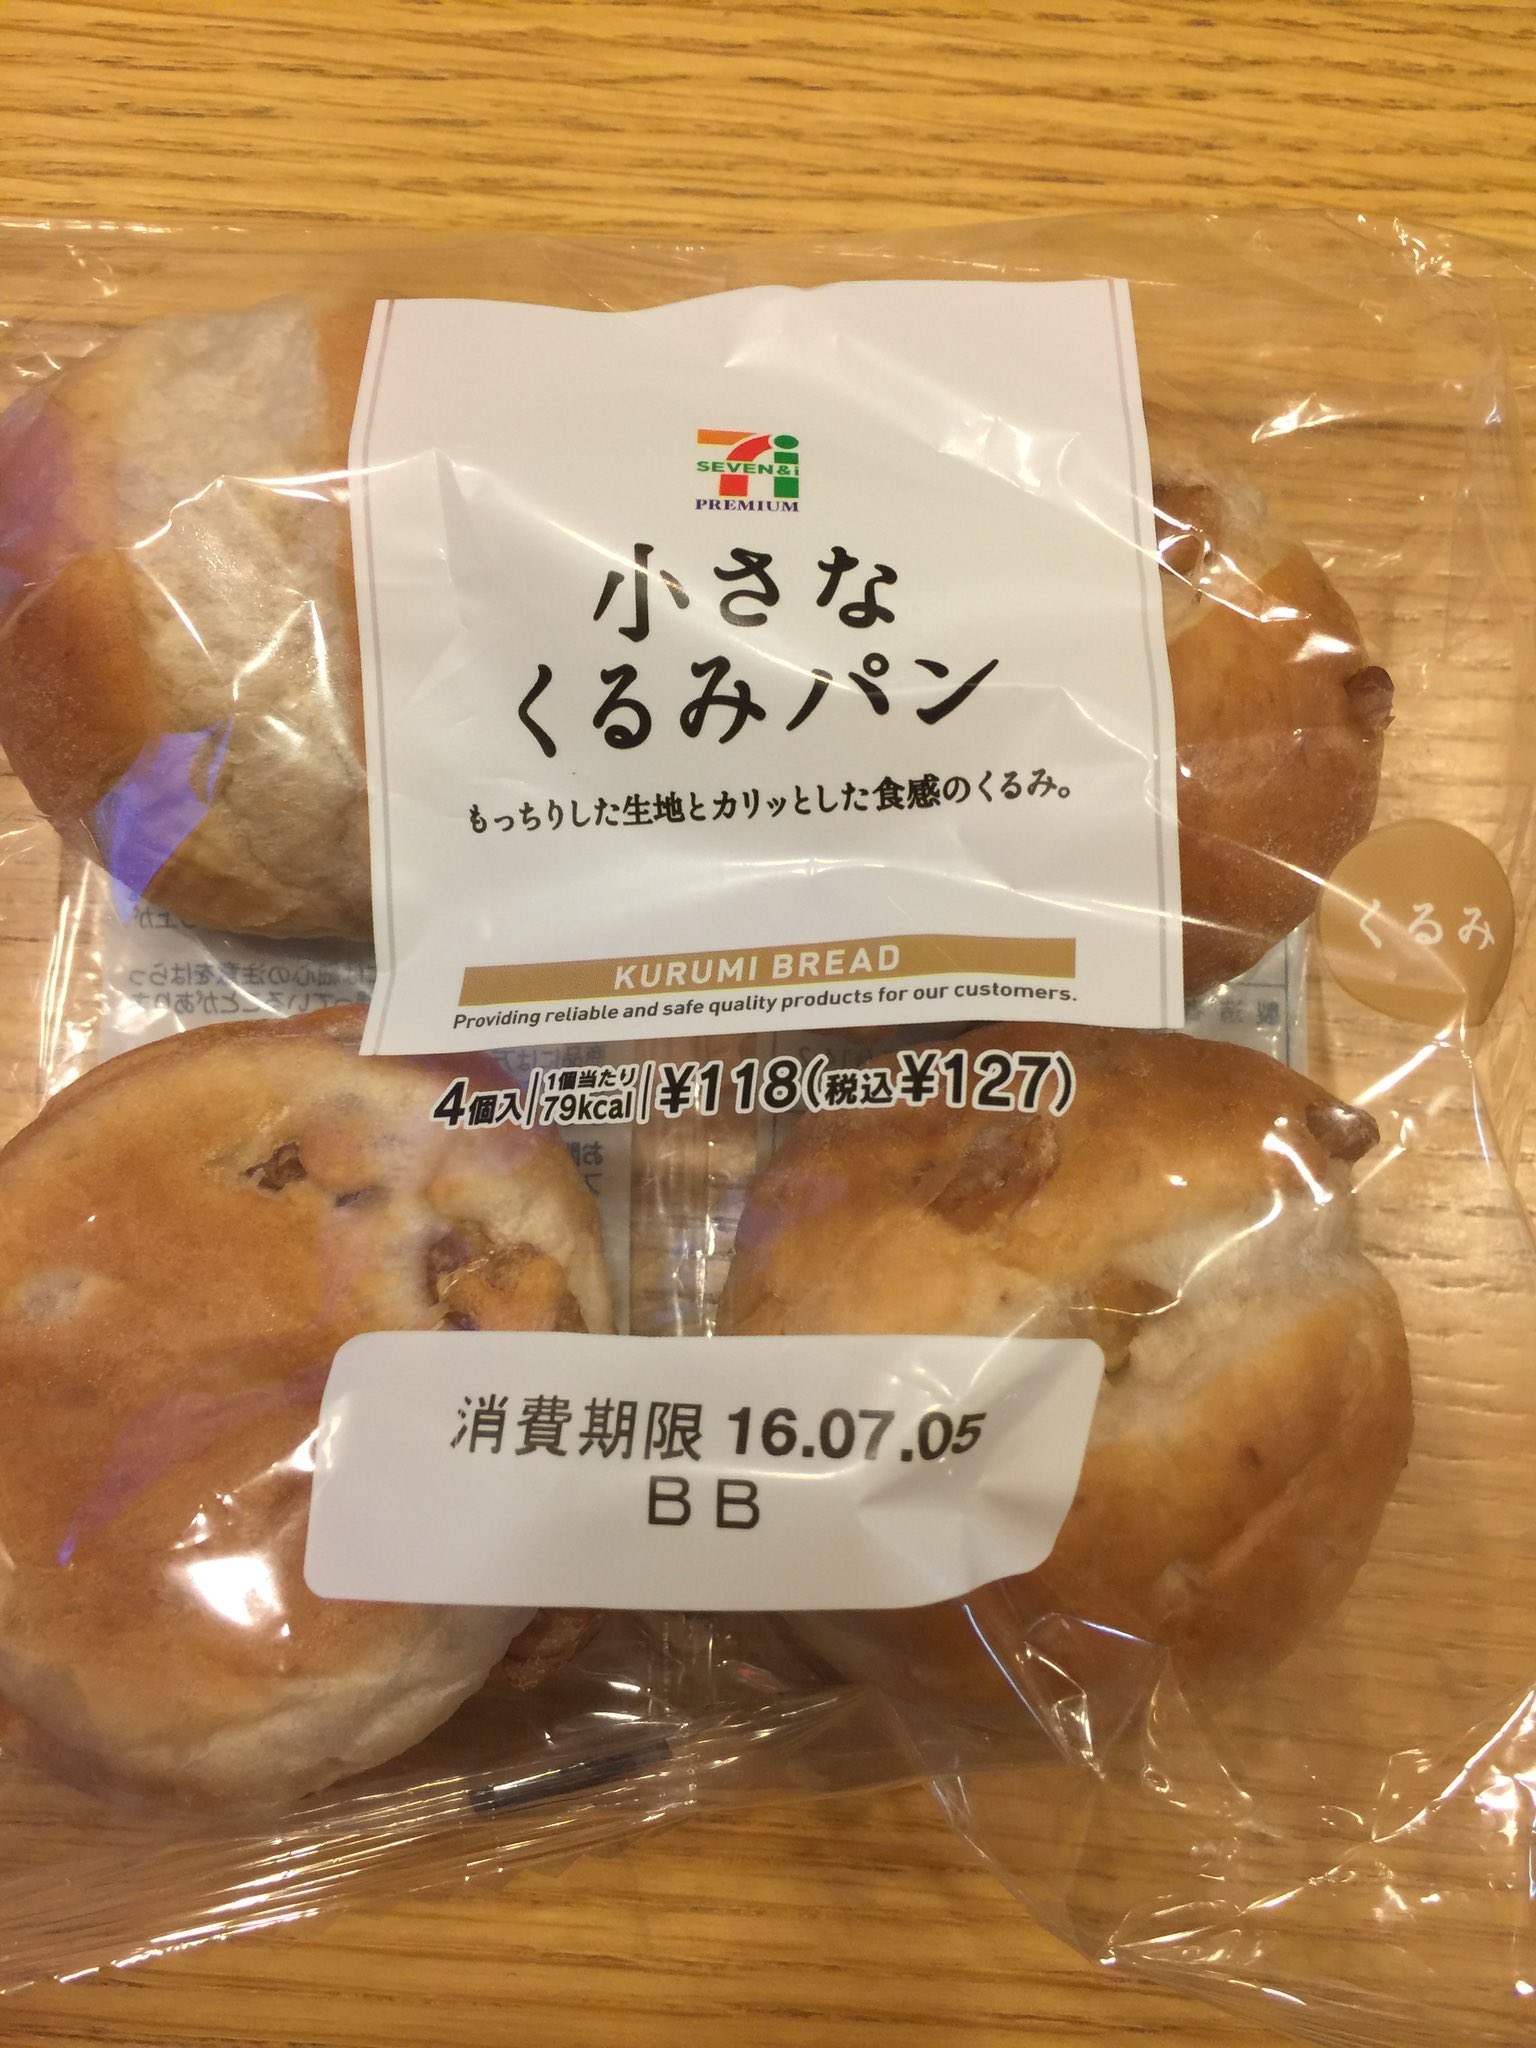 SEVEN&i
PREMIUM
小さな
くるみパン
もっちりした生地とカリッとした食感のくるみ。
くるみ
KURUMI BREAD
Providing reliable and safe quality products for our customers.
4個入 1個当たり 79kcal ¥118(税込¥127)
消費期限 16.07.05
BB